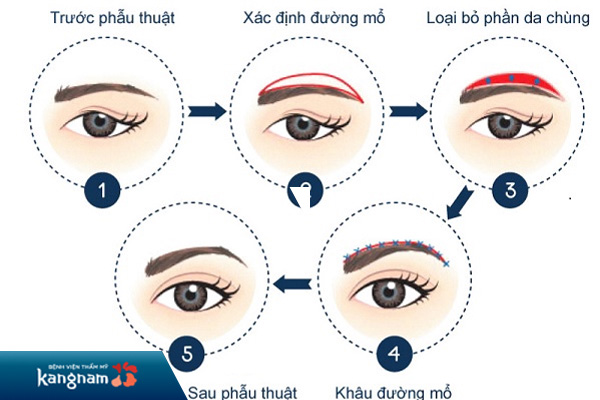 Trước phẫu thuật
Xác định đường mổ
Loại bỏ phần da chùng
1
2
3
5
4
BỆNH VIỆN THẨM MỸ
kangnam
Sau phẫu thuật
Khâu đường mổ